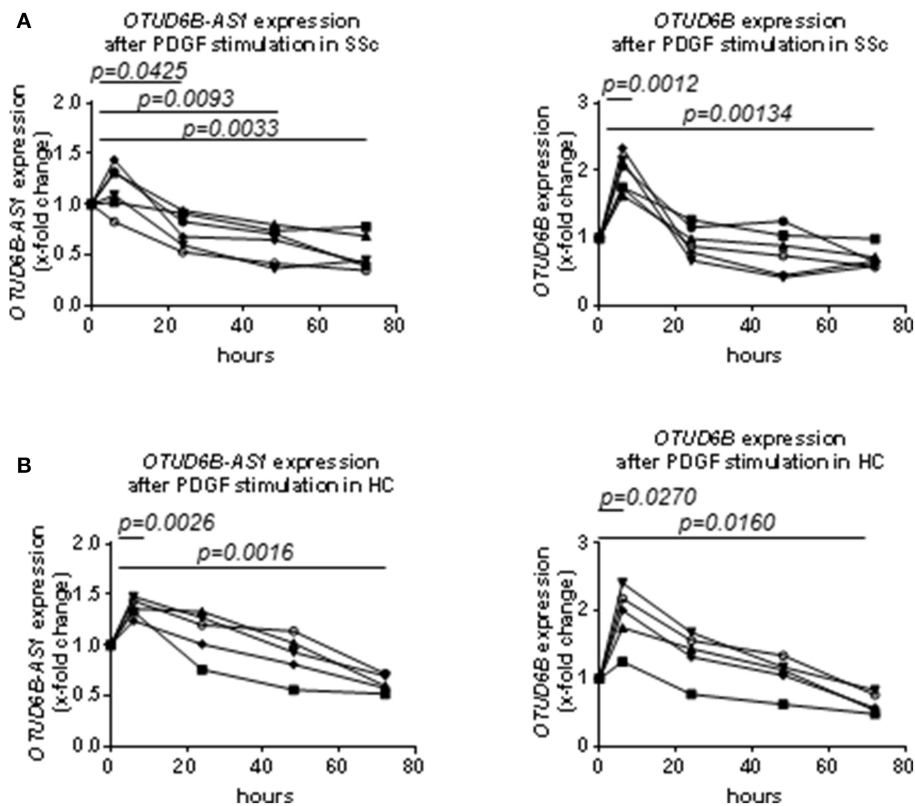 A
OTUD6B-AS1 expression
after PDGF stimulation in SSc
p=0.0425
p=0.0093
p=0.0033
OTUD6B-AS1 expression
(x-fold change)
2.0
1.5
1.0
0.5
0.0
0 20 40 60 80
hours
OTUD6B expression
after PDGF stimulation in SSc
p=0.0012
p=0.00134
OTUD6B expression
(x-fold change)
3
2
1
0
0 20 40 60 80
hours
B
OTUD6B-AS1 expression
after PDGF stimulation in HC
p=0.0026
p=0.0016
OTUD6B-AS1 expression
(x-fold change)
2.0
1.5
1.0
0.5
0.0
0 20 40 60 80
hours
OTUD6B expression
after PDGF stimulation in HC
p=0.0270
p=0.0160
OTUD6B expression
(x-fold change)
3
2
1
0
0 20 40 60 80
hours